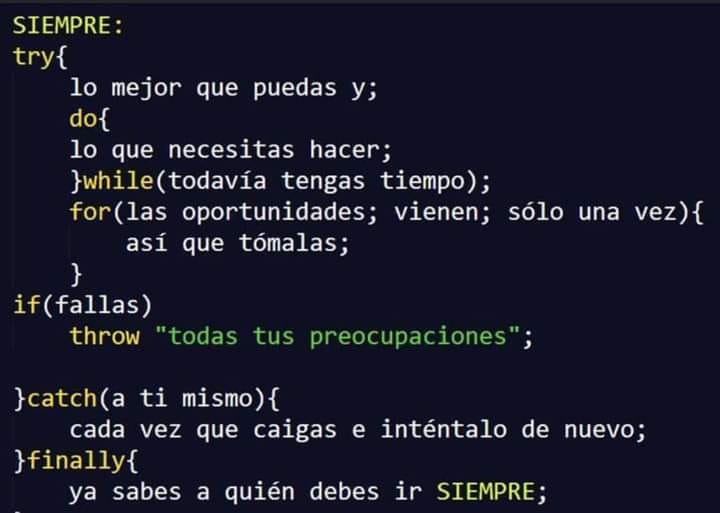 SIEMPRE:
try{
lo mejor que puedas y;
do{
lo que necesitas hacer;
}while(todavía tengas tiempo);
for(las oportunidades; vienen; sólo una vez){
así que tómalas;
}
if(fallas)
throw "todas tus preocupaciones";
}catch(a ti mismo){
cada vez que caigas e inténtalo de nuevo;
}finally{
ya sabes a quién debes ir SIEMPRE;